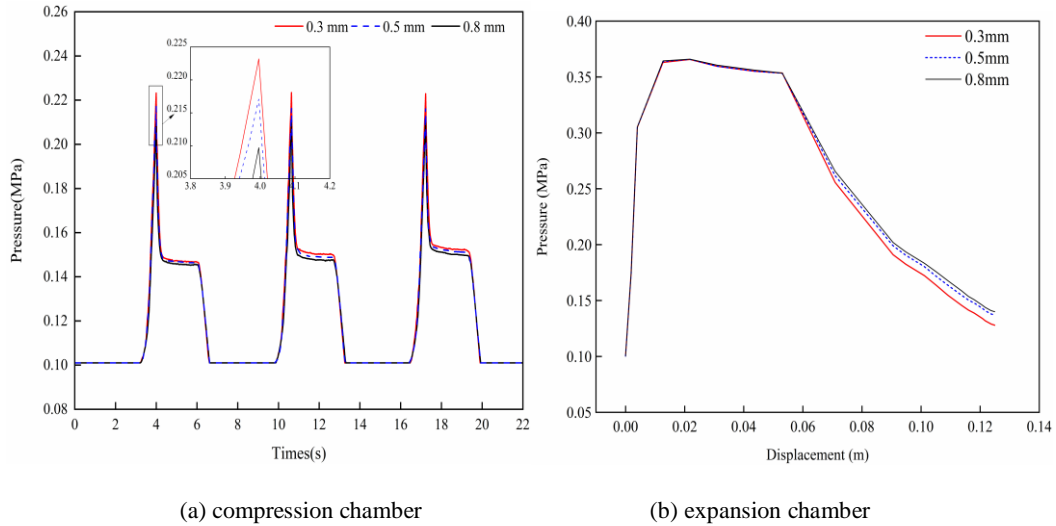 0.26
0.24
0.22
0.20
0.18
0.16
0.14
0.12
0.10
0.08
Pressure(MPa)
0.3 mm 0.5 mm 0.8 mm
0.225
0.220
0.215
0.210
0.205
3.8 3.9 4.0 4.1 4.2
0 2 4 6 8 10 12 14 16 18 20 22
Times(s)
(a) compression chamber
0.40
0.35
0.30
0.25
0.20
0.15
0.10
0.05
Pressure (MPa)
0.3mm
0.5mm
0.8mm
0.00 0.02 0.04 0.06 0.08 0.10 0.12 0.14
Displacement (m)
(b) expansion chamber